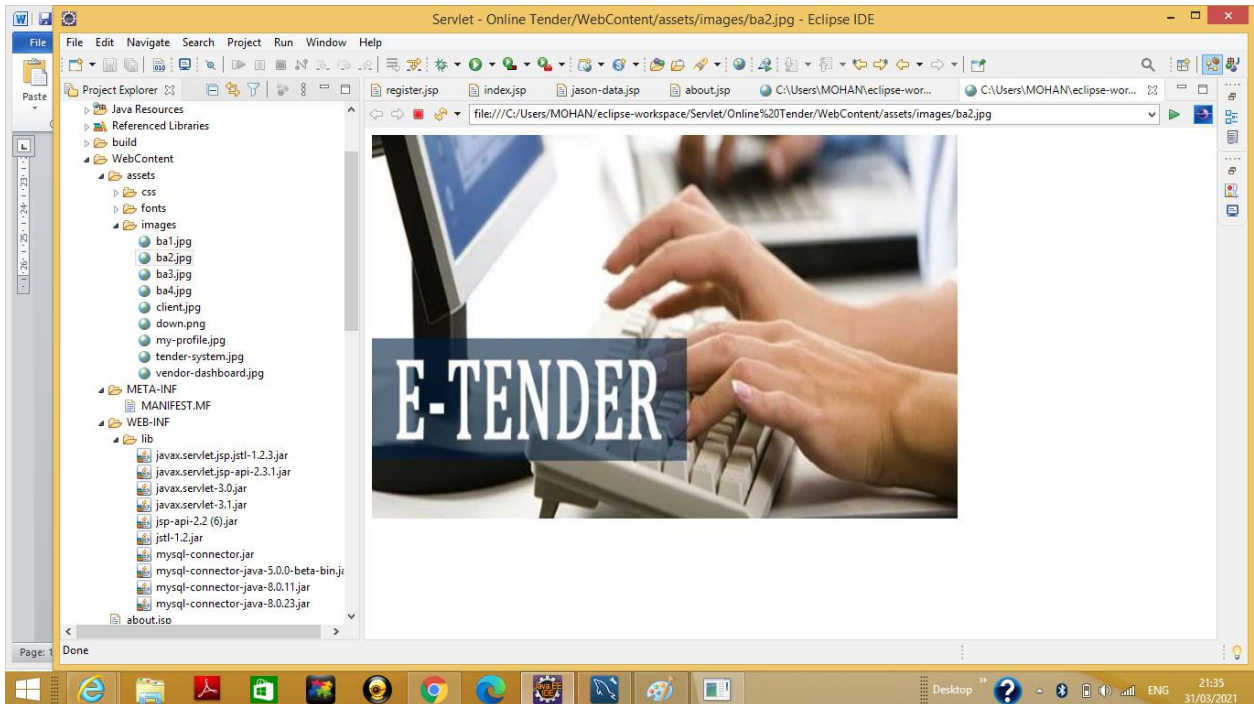 Servlet - Online Tender/WebContent/assets/images/ba2.jpg - Eclipse IDE
File
File Edit Navigate Search Project Run Window Help
Paste
Project Explorer
register.jsp
index.jsp
jason-data.jsp
about.jsp
C:\Users\MOHAN\eclipse-wor...
C:\Users\MOHAN\eclipse-wor...
file:///C:/Users/MOHAN/eclipse-workspace/Servlet/Online%20Tender/WebContent/assets/images/ba2.jpg
Java Resources
Referenced Libraries
build
WebContent
assets
css
fonts
images
ba1.jpg
ba2.jpg
ba3.jpg
ba4.jpg
client.jpg
down.png
my-profile.jpg
tender-system.jpg
vendor-dashboard.jpg
META-INF
MANIFEST.MF
WEB-INF
lib
javax.servlet.jsp.jstl-1.2.3.jar
javax.servlet.jsp-api-2.3.1.jar
javax.servlet-3.0.jar
javax.servlet-3.1.jar
jsp-api-2.2 (6).jar
jstl-1.2.jar
mysql-connector.jar
mysql-connector-java-5.0.0-beta-bin.ja
mysql-connector-java-8.0.11.jar
mysql-connector-java-8.0.23.jar
about.jsp
E-TENDER
Page: 1
Done
Java EE
IDE
Desktop
ENG
21:35
31/03/2021